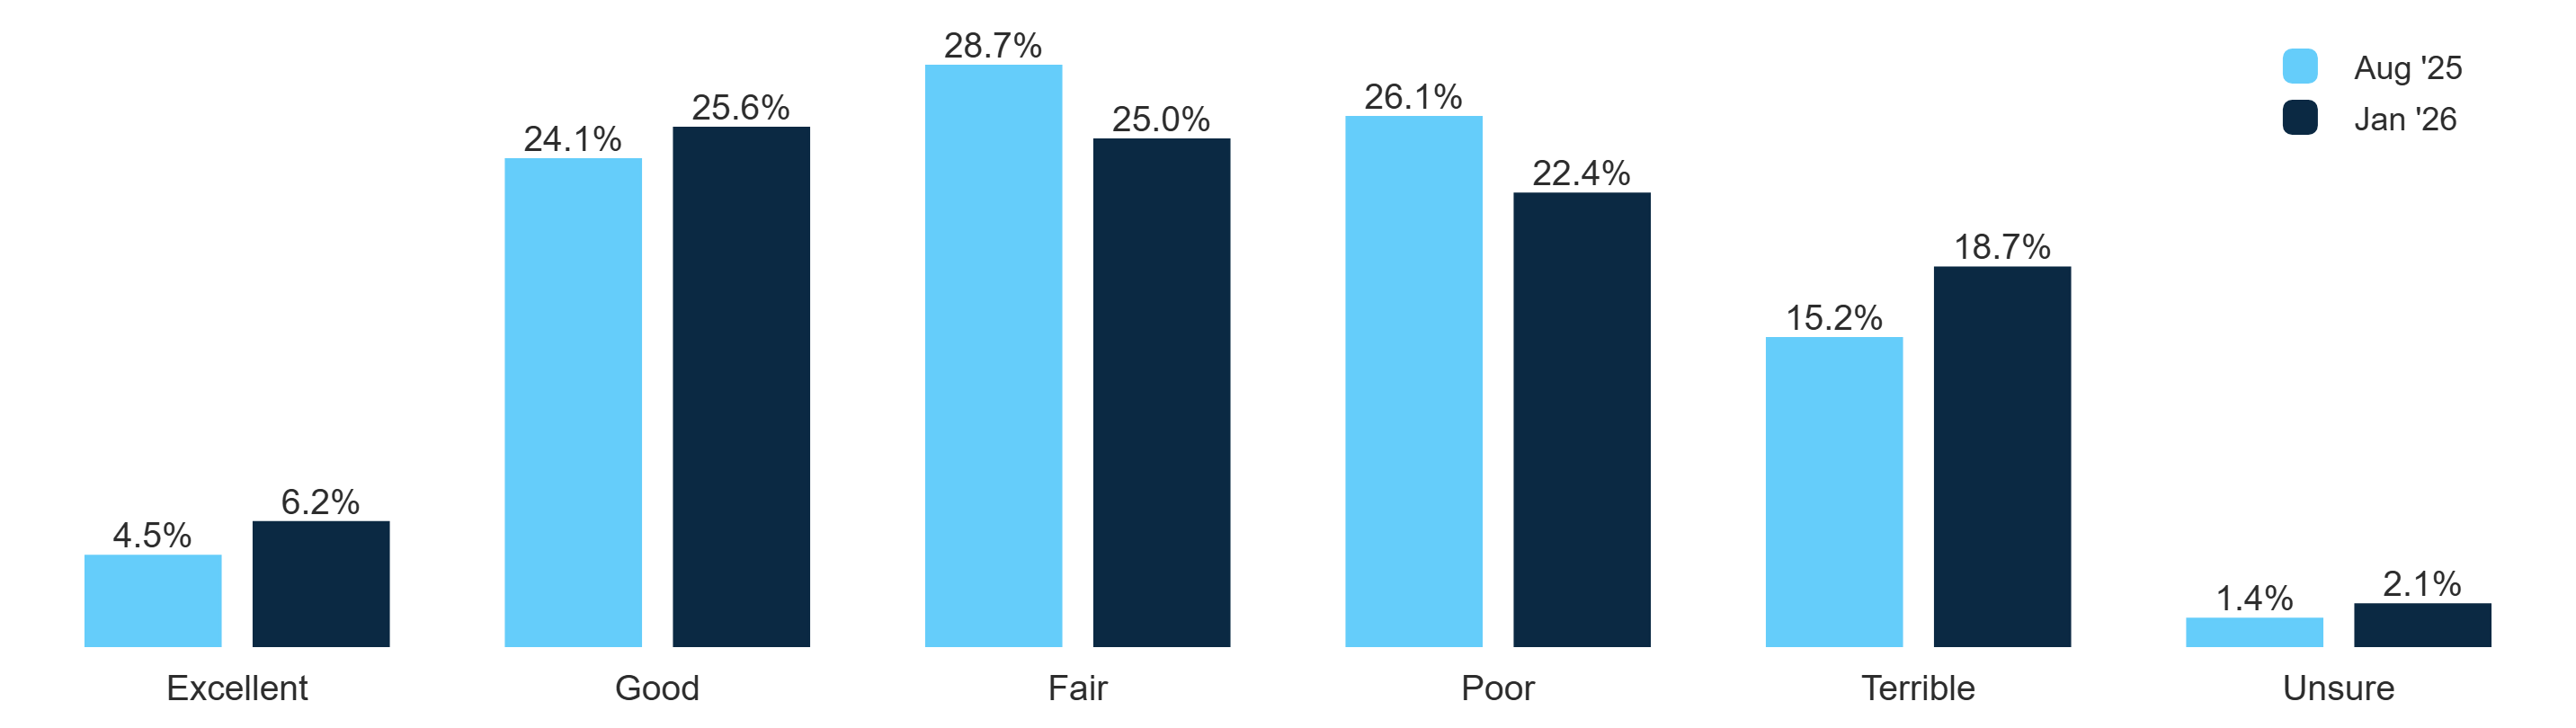 28.7%
26.1%
25.6%
25.0%
24.1%
22.4%
18.7%
15.2%
6.2%
4.5%
2.1%
1.4%
Aug '25
Jan '26
Excellent
Good
Fair
Poor
Terrible
Unsure